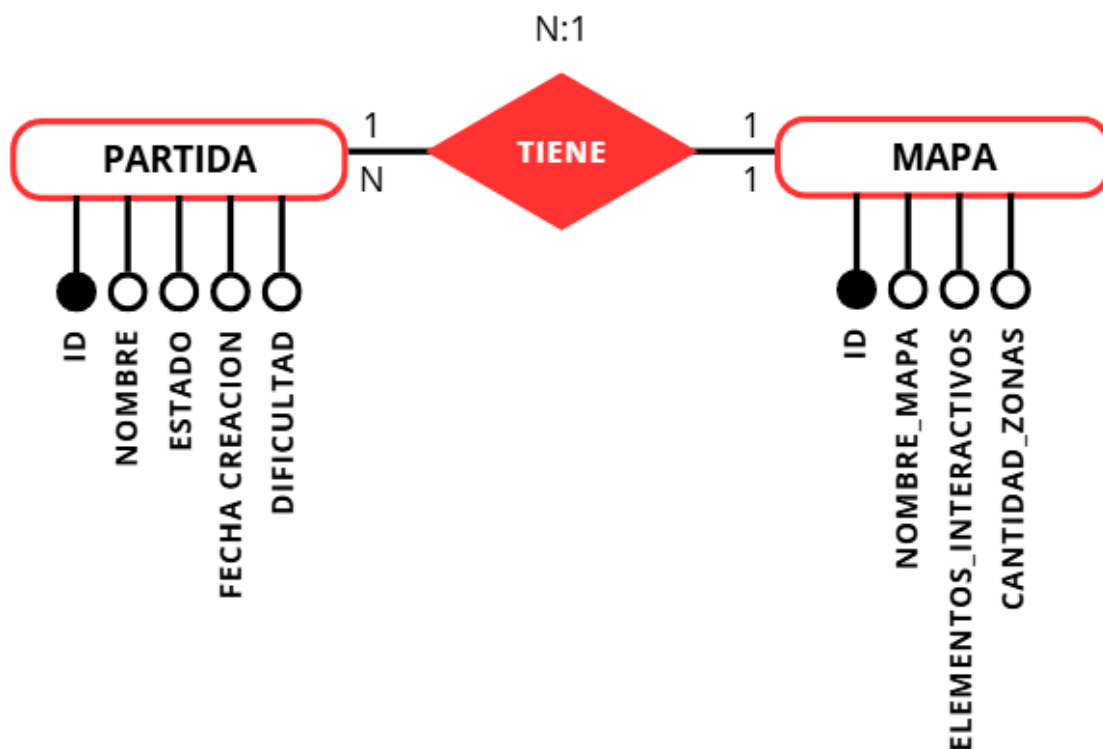 N:1
PARTIDA
1
N
TIENE
1
1
MAPA
ID
NOMBRE
ESTADO
FECHA CREACION
DIFICULTAD
ID
NOMBRE_MAPA
ELEMENTOS_INTERACTIVOS
CANTIDAD_ZONAS